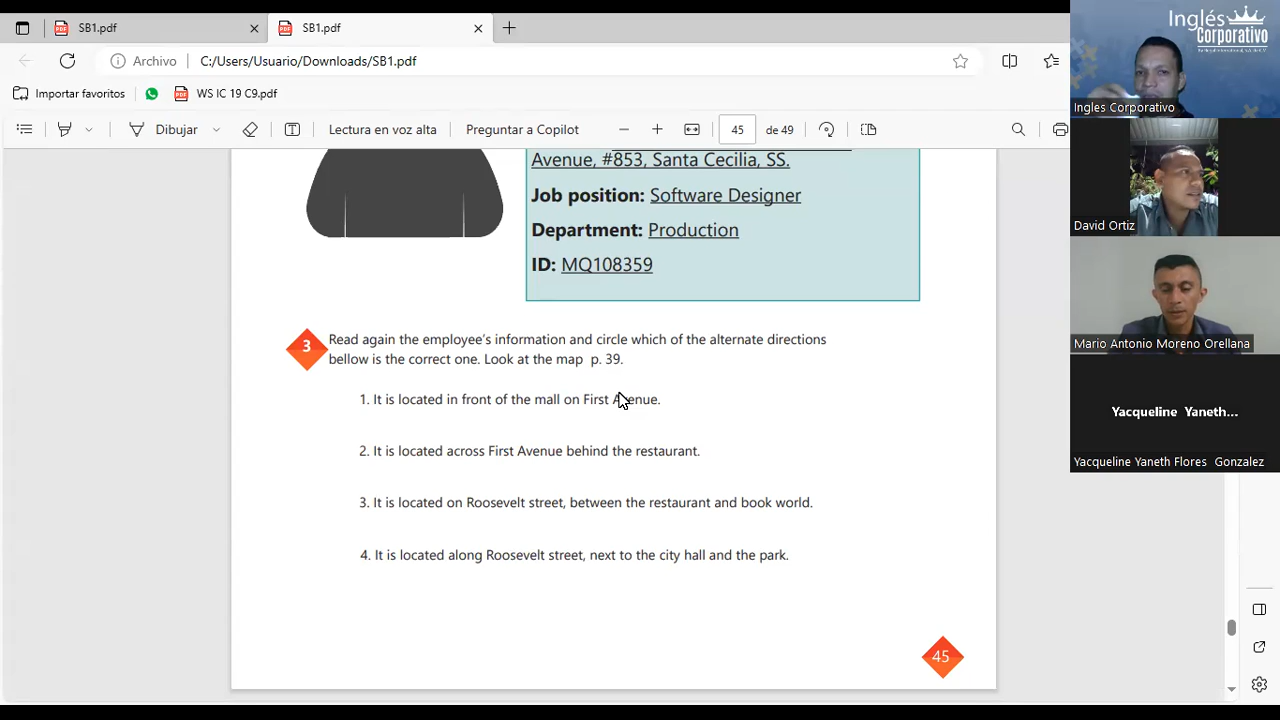 SB1.pdf
SB1.pdf
Archivo
C:/Users/Usuario/Downloads/SB1.pdf
Importar favoritos
WS IC 19 C9.pdf
Dibujar
Lectura en voz alta
Preguntar a Copilot
45
de 49
Avenue, #853, Santa Cecilia, SS.
Job position: Software Designer
Department: Production
ID: MQ108359
3
Read again the employee's information and circle which of the alternate directions
bellow is the correct one. Look at the map p. 39.
1. It is located in front of the mall on First Avenue.
2. It is located across First Avenue behind the restaurant.
3. It is located on Roosevelt street, between the restaurant and book world.
4. It is located along Roosevelt street, next to the city hall and the park.
45
Inglés
Corporativo
Ingles Corporativo
David Ortiz
Mario Antonio Moreno Orellana
Yacqueline Yaneth...
Yacqueline Yaneth Flores Gonzalez